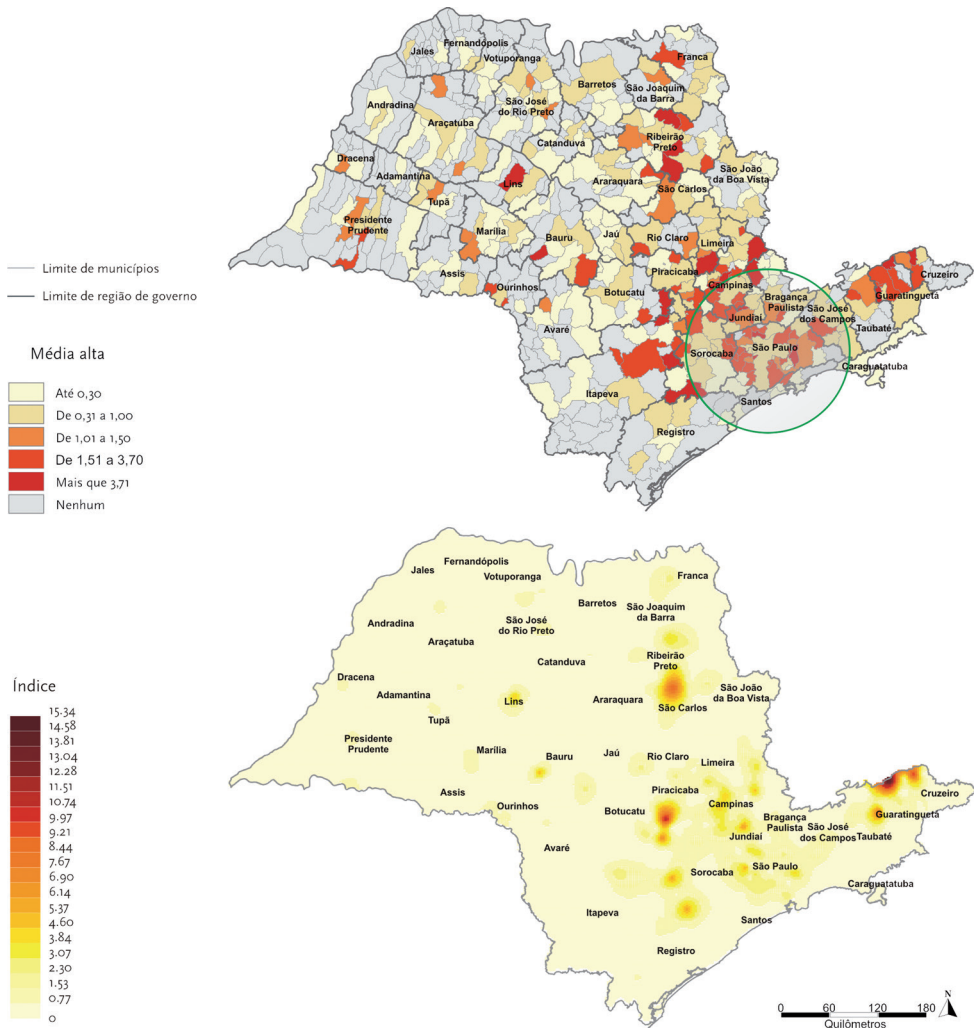 Jales
Fernandópolis
Votuporanga
Franca
Barretos
São Joaquim
da Barra
Andradina
São José
do Rio Preto
Araçatuba
Ribeirão
Preto
Catanduva
Dracena
São João
da Boa Vista
Adamantina
Lins
Araraquara
São Carlos
Tupã
Presidente
Prudente
Marília
Bauru
Jaú
Rio Claro
Limeira
Limite de municípios
Piracicaba
Cruzeiro
Assis
Ourinhos
Campinas
Limite de região de governo
Botucatu
Bragança
Paulista
São José
dos Campos
Guaratinguetá
Jundiaí
Avaré
Taubaté
Média alta
Sorocaba
São Paulo
Caraguatatuba
Até 0,30
Itapeva
Santos
De 0,31 a 1,00
De 1,01 a 1,50
Registro
De 1,51 a 3,70
Mais que 3,71
Nenhum
Fernandópolis
Jales
Votuporanga
Franca
Barretos
São Joaquim
da Barra
Andradina
São José
do Rio Preto
Araçatuba
Ribeirão
Preto
Catanduva
Dracena
São João
da Boa Vista
Índice
Adamantina
Lins
Araraquara
São Carlos
Tupã
Presidente
Prudente
Marília
Bauru
Jaú
Rio Claro
Limeira
Piracicaba
Cruzeiro
Assis
Ourinhos
Botucatu
Campinas
Bragança
Paulista
São José
dos Campos
Guaratinguetá
Jundiaí
Taubaté
Avaré
Sorocaba
São Paulo
Caraguatatuba
Itapeva
Santos
Registro
15.34
14.58
13.81
13.04
12.28
11.51
10.74
9.97
9.21
8.44
7.67
6.90
6.14
5.37
4.60
3.84
3.07
2.30
1.53
0.77
0
N
0 60 120 180
Quilômetros